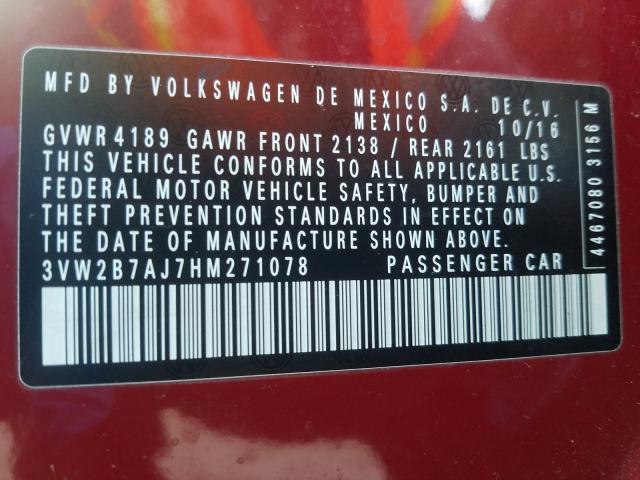 MFD BY VOLKSWAGEN DE MEXICO S.A. DE C.V.
MEXICO 10/16
GVWR 4189 GAWR FRONT 2138 / REAR 2161 LBS
THIS VEHICLE CONFORMS TO ALL APPLICABLE U.S.
FEDERAL MOTOR VEHICLE SAFETY, BUMPER AND
THEFT PREVENTION STANDARDS IN EFFECT ON
THE DATE OF MANUFACTURE SHOWN ABOVE.
3VW2B7AJ7HM271078 PASSENGER CAR
4467080 3156 M